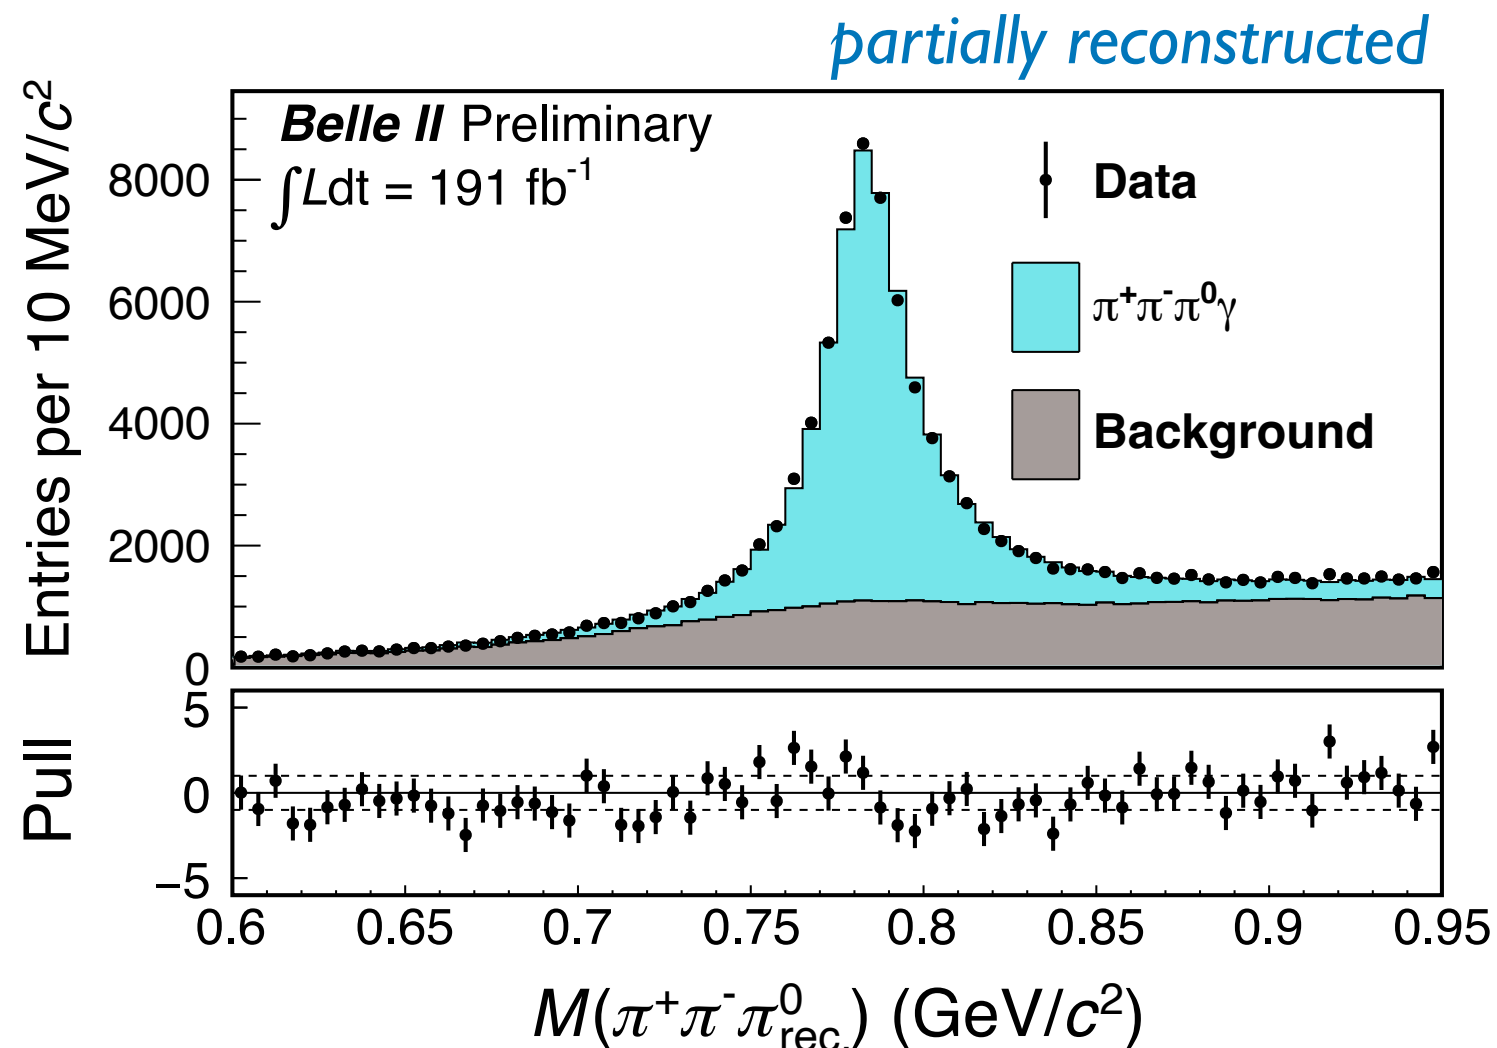 partially reconstructed
Belle II Preliminary
∫Ldt = 191 fb⁻¹
Data
π⁺π⁻π⁰γ
Background
Entries per 10 MeV/c²
8000
6000
4000
2000
0
Pull
5
0
−5
0.6 0.65 0.7 0.75 0.8 0.85 0.9 0.95
M(π⁺π⁻π⁰rec.) (GeV/c²)